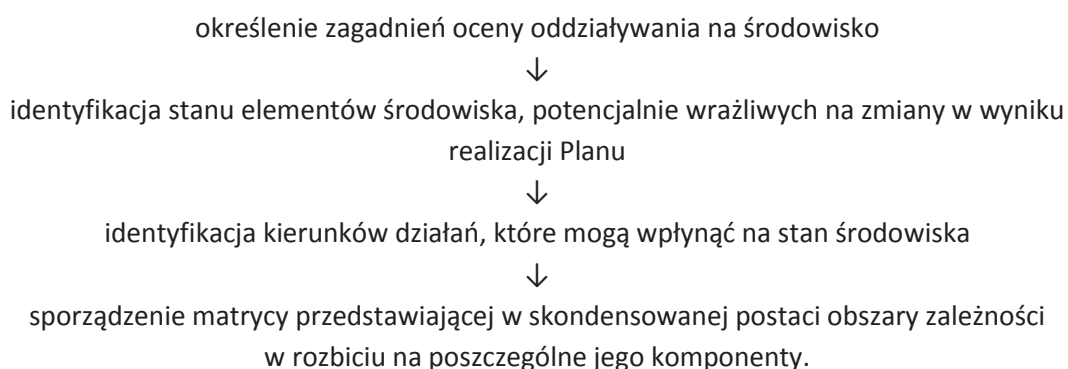 określenie zagadnień oceny oddziaływania na środowisko
↓
identyfikacja stanu elementów środowiska, potencjalnie wrażliwych na zmiany w wyniku
realizacji Planu
↓
identyfikacja kierunków działań, które mogą wpłynąć na stan środowiska
↓
sporządzenie matrycy przedstawiającej w skondensowanej postaci obszary zależności
w rozbiciu na poszczególne jego komponenty.